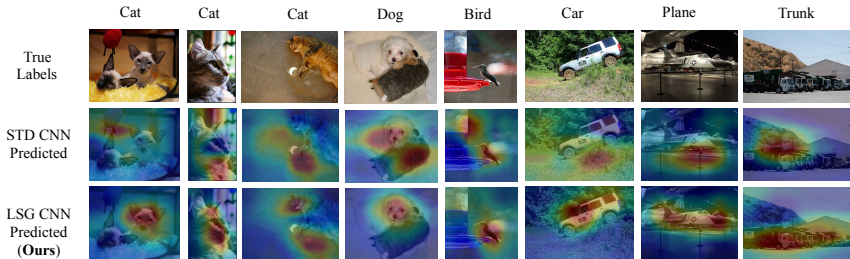 Cat Cat Cat Dog Bird Car Plane Trunk
True
Labels
STD CNN
Predicted
LSG CNN
Predicted
(Ours)